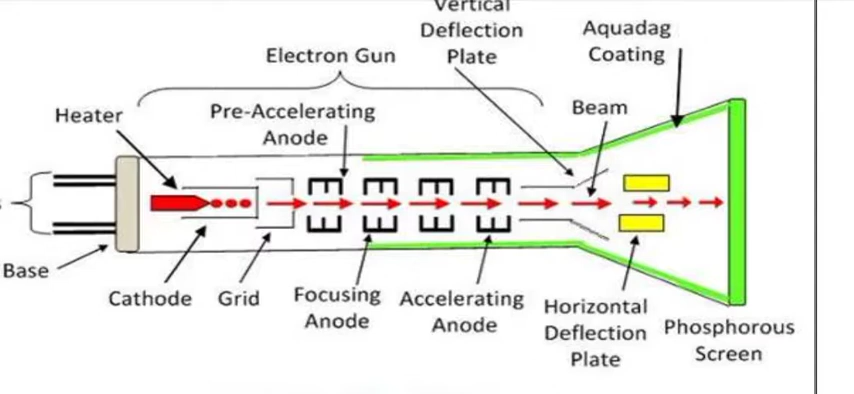 Vertical
Deflection
Plate
Aquadag
Coating
Electron Gun
Heater
Pre-Accelerating
Anode
Beam
Base
Cathode
Grid
Focusing
Anode
Accelerating
Anode
Horizontal
Deflection
Plate
Phosphorous
Screen